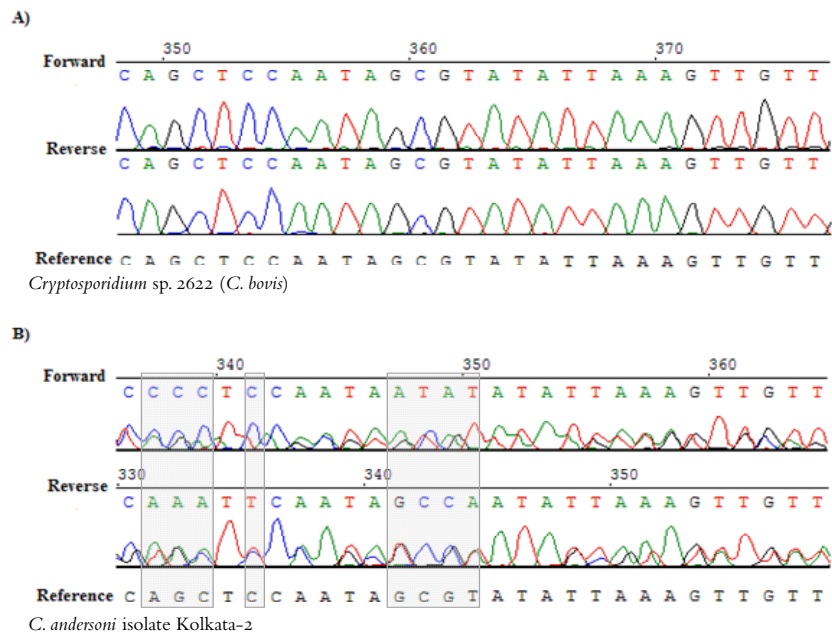 A)
350 360 370
Forward C A G C T C C A A T A G C G T A T A T T A A A G T T G T T
Reverse C A G C T C C A A T A G C G T A T A T T A A A G T T G T T
Reference C A G C T C C A A T A G C G T A T A T T A A A G T T G T T
Cryptosporidium sp. 2622 (C. bovis)
B)
340 350 360
Forward C C C C T C C A A T A A T A T A T A T T A A A G T T G T T
330 340 350
Reverse C A A A T T C A A T A G C C A A T A T T A A A G T T G T T
Reference C A G C T C C A A T A G C G T A T A T T A A A G T T G T T
C. andersoni isolate Kolkata-2